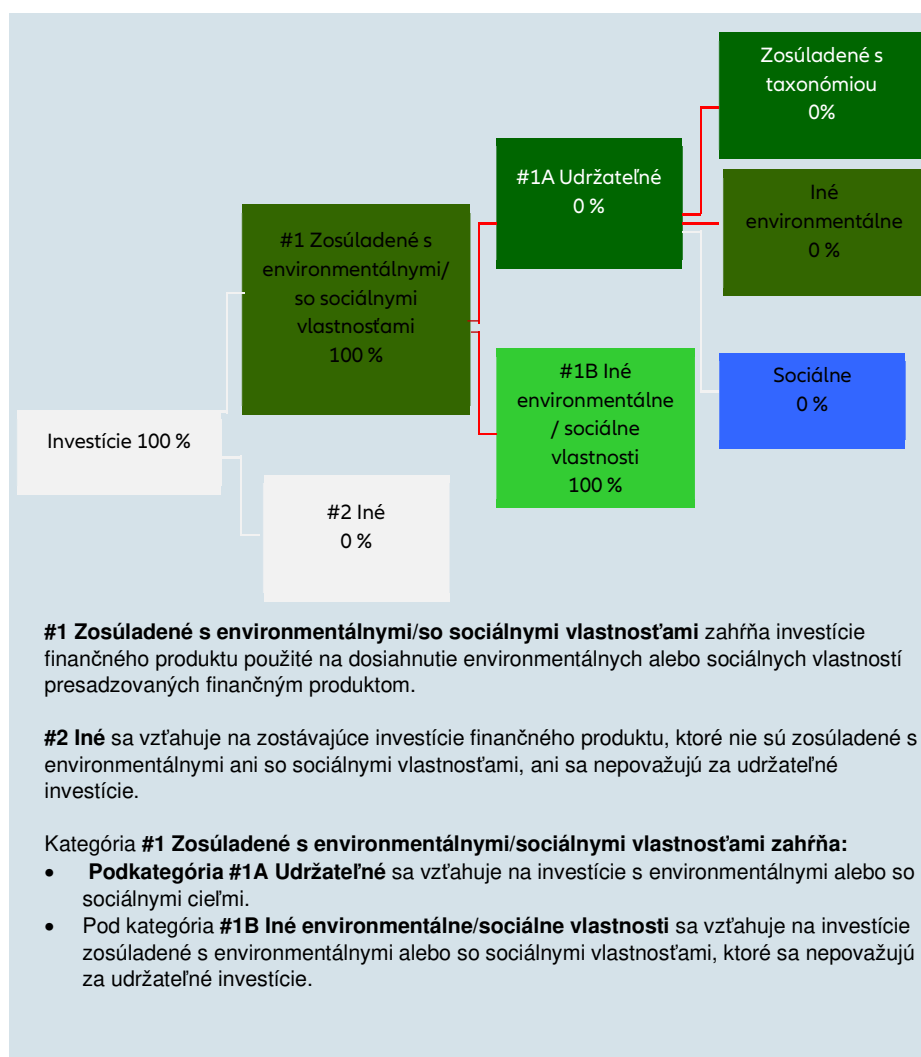 Zosúladené s
taxonómiou
0%
#1A Udržateľné
0 %
Iné
environmentálne
0 %
#1 Zosúladené s
environmentálnymi/
so sociálnymi
vlastnosťami
100 %
#1B Iné
environmentálne
/ sociálne
vlastnosti
100 %
Sociálne
0 %
Investície 100 %
#2 Iné
0 %
#1 Zosúladené s environmentálnymi/so sociálnymi vlastnosťami zahŕňa investície
finančného produktu použité na dosiahnutie environmentálnych alebo sociálnych vlastností
presadzovaných finančným produktom.
#2 Iné sa vzťahuje na zostávajúce investície finančného produktu, ktoré nie sú zosúladené s
environmentálnymi ani so sociálnymi vlastnosťami, ani sa nepovažujú za udržateľné
investície.
Kategória #1 Zosúladené s environmentálnymi/sociálnymi vlastnosťami zahŕňa:
• Podkategória #1A Udržateľné sa vzťahuje na investície s environmentálnymi alebo so
sociálnymi cieľmi.
• Pod kategória #1B Iné environmentálne/sociálne vlastnosti sa vzťahuje na investície
zosúladené s environmentálnymi alebo so sociálnymi vlastnosťami, ktoré sa nepovažujú
za udržateľné investície.